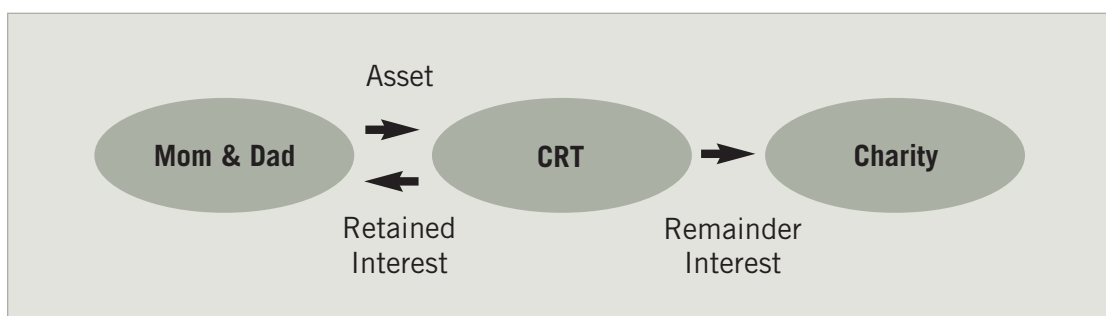 Asset
Mom & Dad
CRT
Charity
Retained
Interest
Remainder
Interest